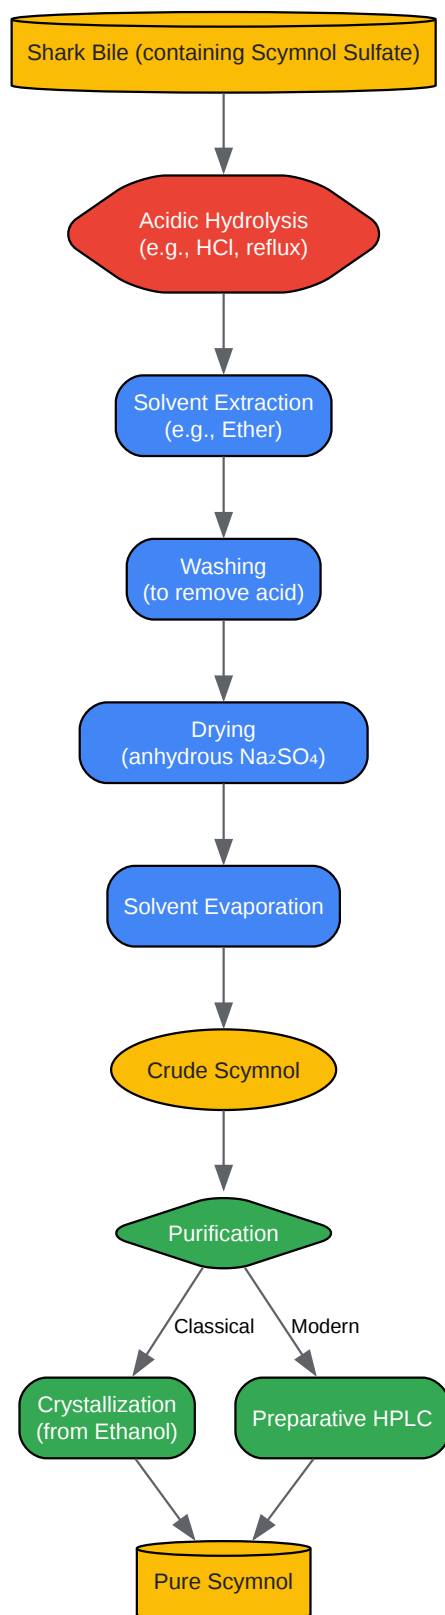 Shark Bile (containing Scymnol Sulfate)
Acidic Hydrolysis
(e.g., HCl, reflux)
Solvent Extraction
(e.g., Ether)
Washing
(to remove acid)
Drying
(anhydrous Na₂SO₄)
Solvent Evaporation
Crude Scymnol
Purification
Classical
Modern
Crystallization
(from Ethanol)
Preparative HPLC
Pure Scymnol